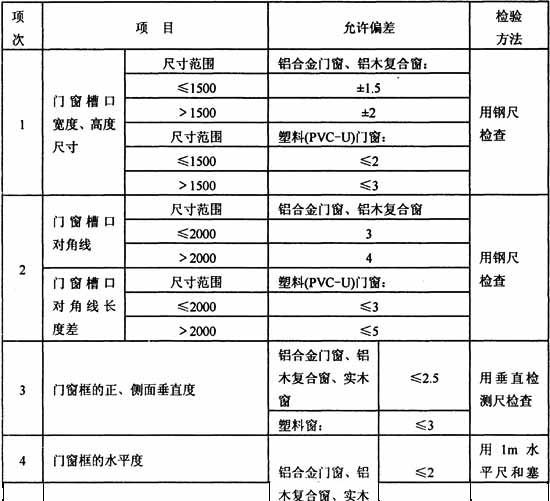 项次 项目 允许偏差 检验方法
1 门窗槽口宽度、高度尺寸 尺寸范围 铝合金门窗、铝木复合窗： 用钢尺检查
≤1500 ±1.5
>1500 ±2
尺寸范围 塑料(PVC-U)门窗：
≤1500 ≤2
>1500 ≤3
2 门窗槽口对角线 尺寸范围 铝合金门窗、铝木复合窗 用钢尺检查
≤2000 3
>2000 4
门窗槽口对角线长度差 尺寸范围 塑料(PVC-U)门窗：
≤2000 ≤3
>2000 ≤5
3 门窗框的正、侧面垂直度 铝合金门窗、铝木复合窗、实木窗 ≤2.5 用垂直检测尺检查
塑料窗： ≤3
4 门窗框的水平度 铝合金门窗、铝木复合窗、实木 ≤2 用 1m 水平尺和塞